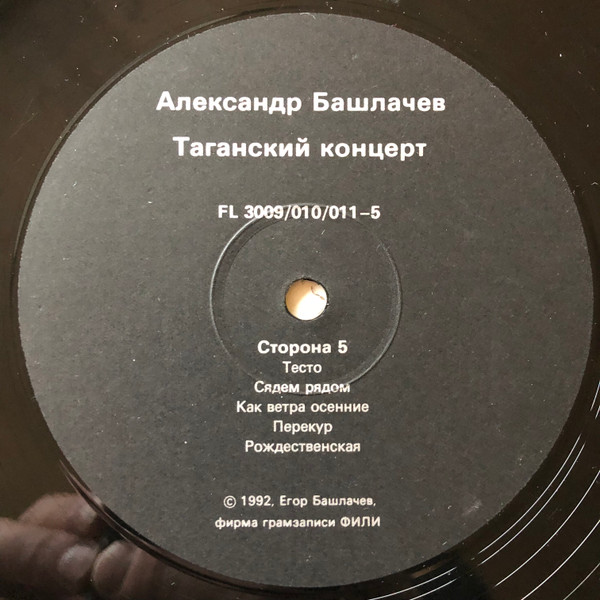 Александр Башлачев
Таганский концерт
FL 3009/010/011–5
Сторона 5
Тесто
Сядем рядом
Как ветра осенние
Перекур
Рождественская
© 1992, Егор Башлачев,
фирма грамзаписи ФИЛИ